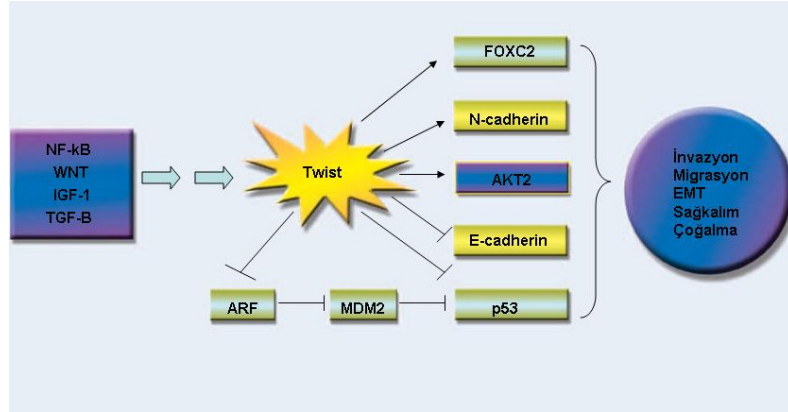 NF-kB
WNT
IGF-1
TGF-B
Twist
FOXC2
N-cadherin
AKT2
E-cadherin
ARF
MDM2
p53
İnvazyon
Migrasyon
EMT
Sağkalım
Çoğalma